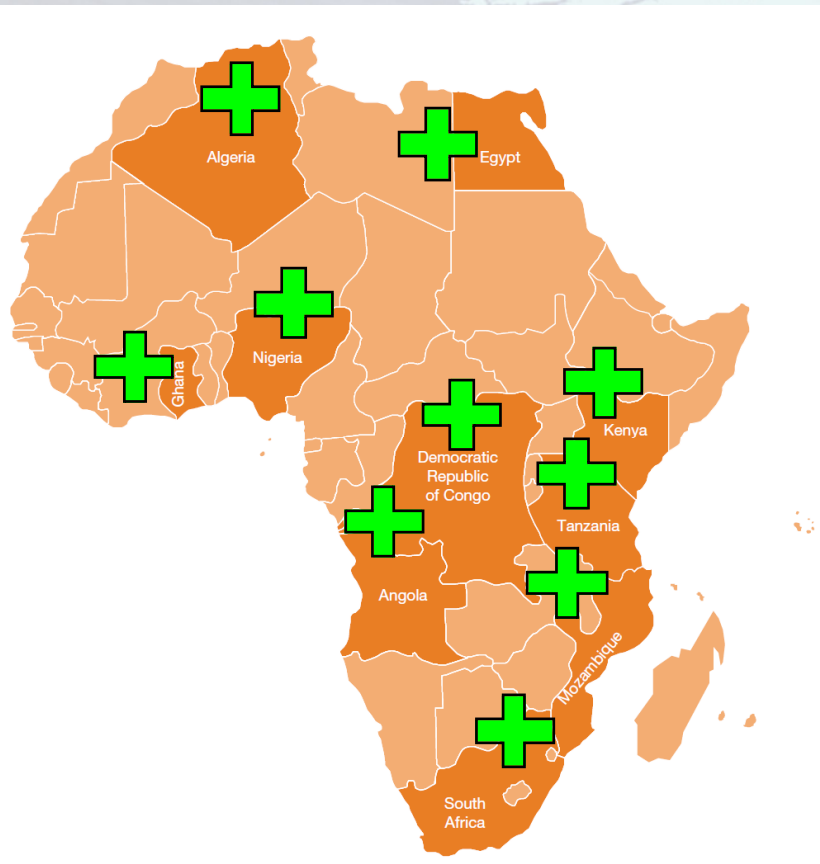 Algeria
Egypt
Nigeria
Ghana
Kenya
Democratic
Republic
of Congo
Tanzania
Angola
Mozambique
South
Africa